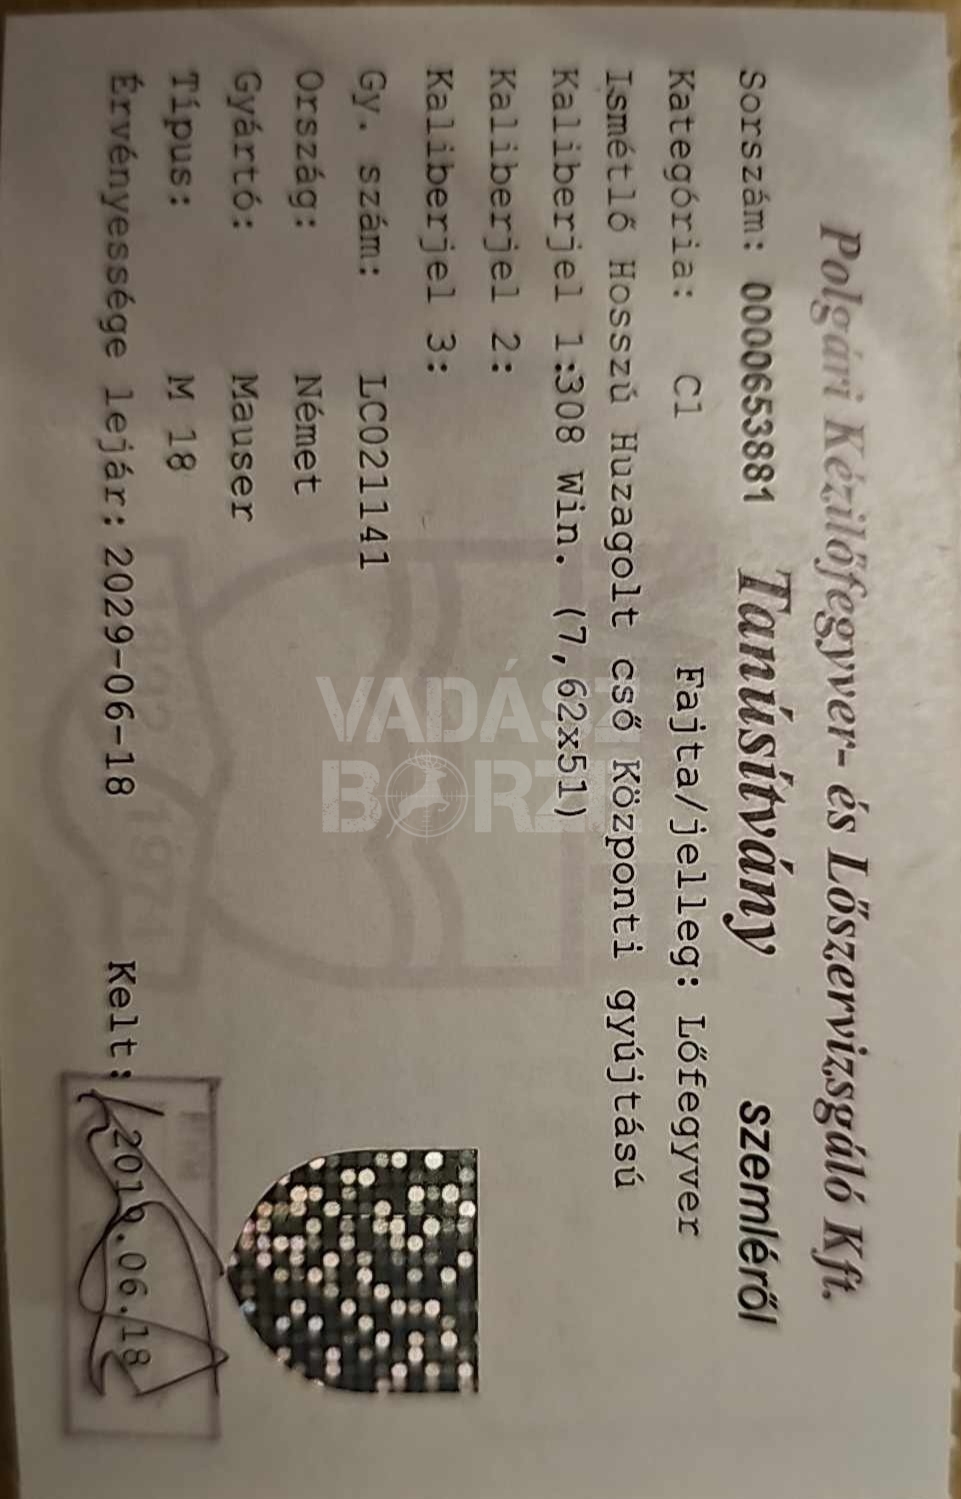 Polgári Kézilőfegyver- és Lőszervizsgáló Kft.
Sorszám: 0000653881 Tanúsítvány szemléről
Kategória: C1 Fajta/jelleg: Lőfegyver
Ismétlő Hosszú Huzagolt cső Központi gyújtású
Kaliberjel 1:308 Win. (7,62x51)
Kaliberjel 2:
Kaliberjel 3:
Gy. szám: LC021141
Ország: Német
Gyártó: Mauser
Típus: M 18
Érvényessége lejár: 2029-06-18 Kelt: 2019.06.18
VADÁSZ
BÖRZE